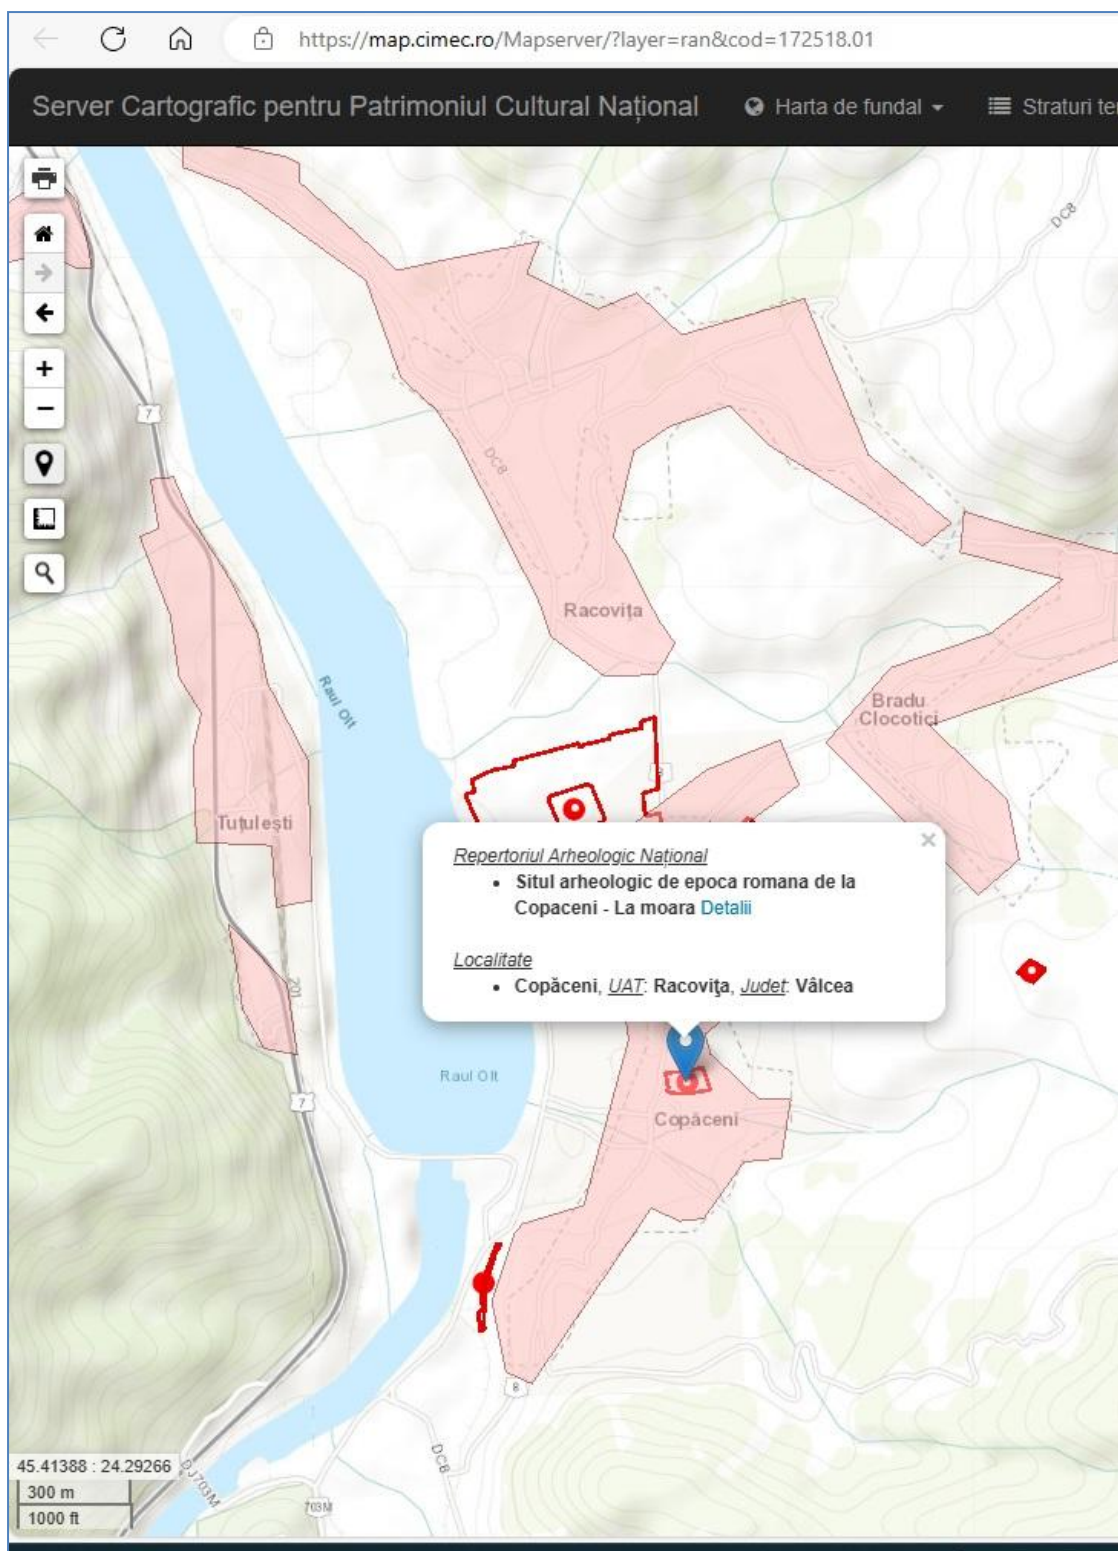 https://map.cimec.ro/Mapserver/?layer=ran&cod=172518.01
Server Cartografic pentru Patrimoniul Cultural Național
Harta de fundal
Straturi te
DC8
7
DC8
Racovița
Raul Olt
Bradu
Clocotici
Tuțulești
Repertoriul Arheologic Național
• Situl arheologic de epoca romana de la
Copaceni - La moara Detalii
Localitate
• Copăceni, UAT: Racoviţa, Judet: Vâlcea
201
Raul Olt
7
Copăceni
8
DC8
45.41388 : 24.29266
DJ703M
703M
300 m
1000 ft